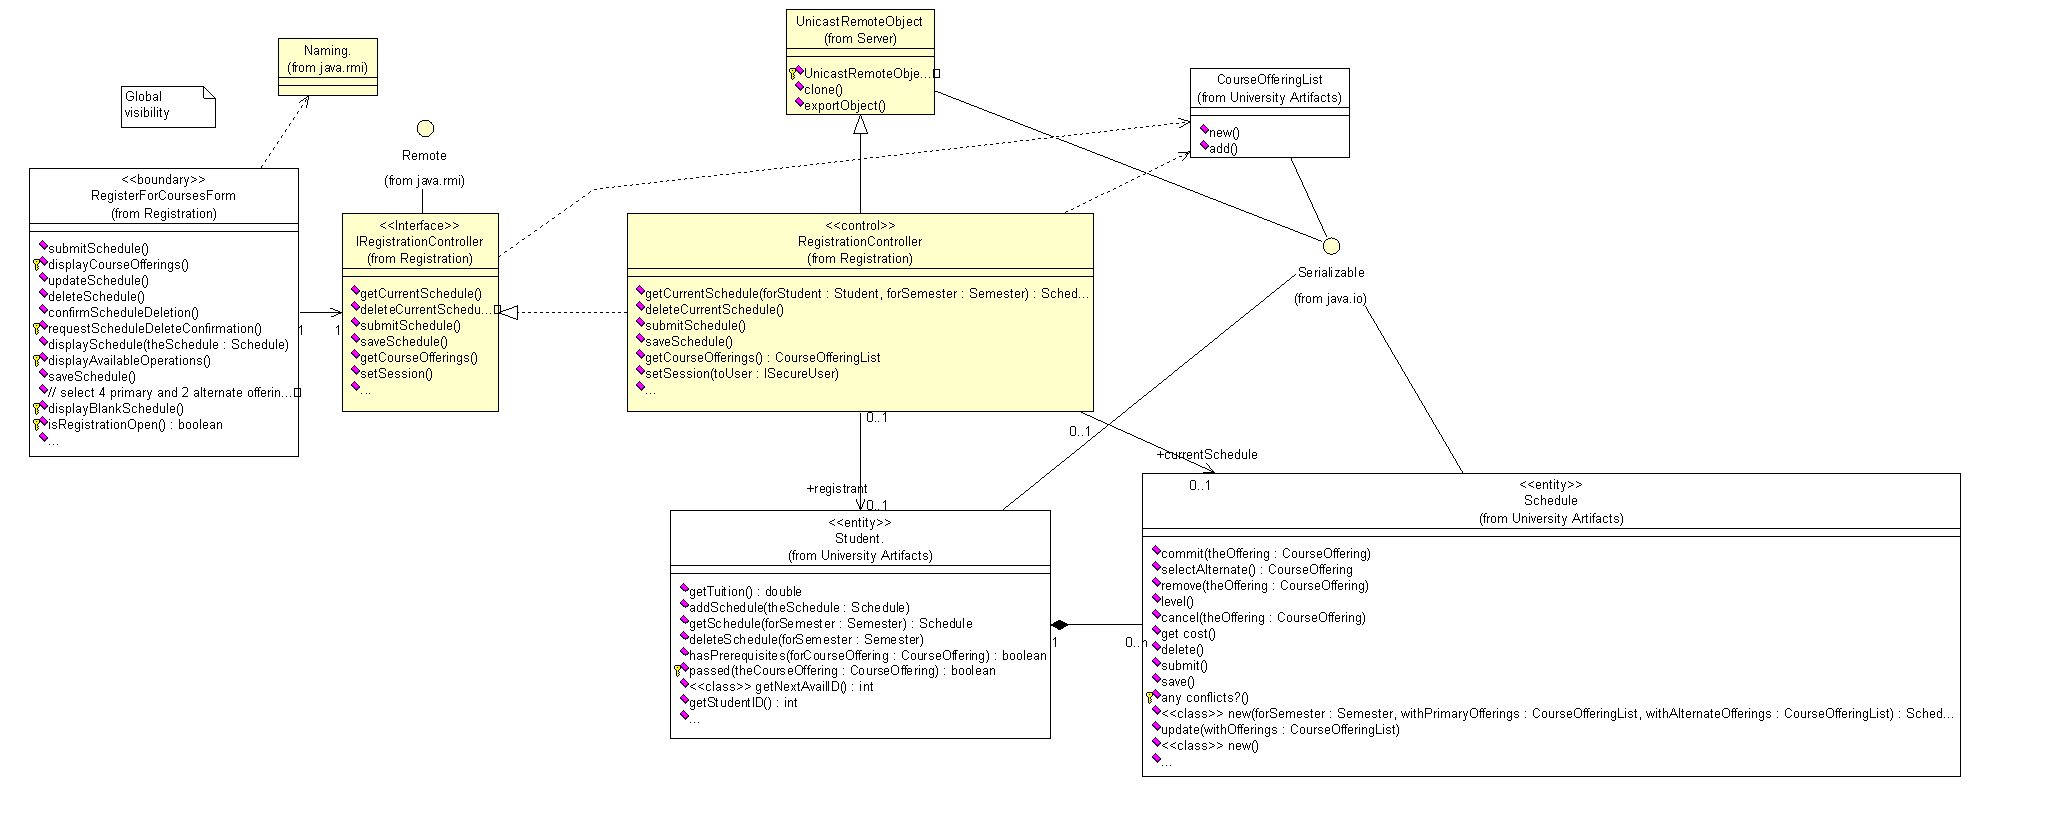 Naming.
(from java.rmi)
Global
visibility
UnicastRemoteObject
(from Server)
UnicastRemoteObje...
clone()
exportObject()
CourseOfferingList
(from University Artifacts)
new()
add()
Remote
(from java.rmi)
<<boundary>>
RegisterForCoursesForm
(from Registration)
submitSchedule()
displayCourseOfferings()
updateSchedule()
deleteSchedule()
confirmScheduleDeletion()
requestScheduleDeleteConfirmation()
displaySchedule(theSchedule : Schedule)
displayAvailableOperations()
saveSchedule()
// select 4 primary and 2 alternate offerin...
displayBlankSchedule()
isRegistrationOpen() : boolean
...
1
1
<<Interface>>
IRegistrationController
(from Registration)
getCurrentSchedule()
deleteCurrentSchedu...
submitSchedule()
saveSchedule()
getCourseOfferings()
setSession()
...
<<control>>
RegistrationController
(from Registration)
getCurrentSchedule(forStudent : Student, forSemester : Semester) : Sched...
deleteCurrentSchedule()
submitSchedule()
saveSchedule()
getCourseOfferings() : CourseOfferingList
setSession(toUser : ISecureUser)
...
Serializable
(from java.io)
0..1
0..1
+currentSchedule
0..1
+registrant
0..1
<<entity>>
Student.
(from University Artifacts)
getTuition() : double
addSchedule(theSchedule : Schedule)
getSchedule(forSemester : Semester) : Schedule
deleteSchedule(forSemester : Semester)
hasPrerequisites(forCourseOffering : CourseOffering) : boolean
passed(theCourseOffering : CourseOffering) : boolean
<<class>> getNextAvailID() : int
getStudentID() : int
...
1
0..
<<entity>>
Schedule
(from University Artifacts)
commit(theOffering : CourseOffering)
selectAlternate() : CourseOffering
remove(theOffering : CourseOffering)
level()
cancel(theOffering : CourseOffering)
get cost()
delete()
submit()
save()
any conflicts?()
<<class>> new(forSemester : Semester, withPrimaryOfferings : CourseOfferingList, withAlternateOfferings : CourseOfferingList) : Sched...
update(withOfferings : CourseOfferingList)
<<class>> new()
...